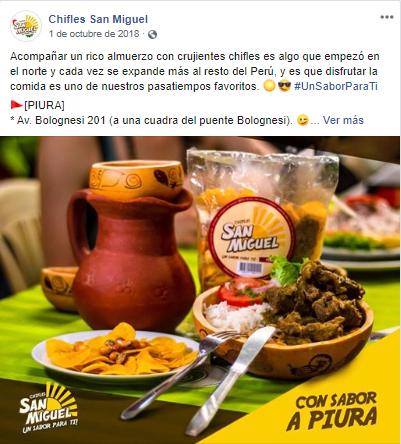 Chifles San Miguel
1 de octubre de 2018 ·
Acompañar un rico almuerzo con crujientes chifles es algo que empezó en
el norte y cada vez se expande más al resto del Perú, y es que disfrutar la
comida es uno de nuestros pasatiempos favoritos. 🌞😎 #UnSaborParaTi
🚩[PIURA]
* Av. Bolognesi 201 (a una cuadra del puente Bolognesi). 😉... Ver más
CHIFLES
SAN
MIGUEL
UN SABOR PARA TI!
CHIFLES
SAN
MIGUEL
UN SABOR PARA TI!
CON SABOR
A PIURA